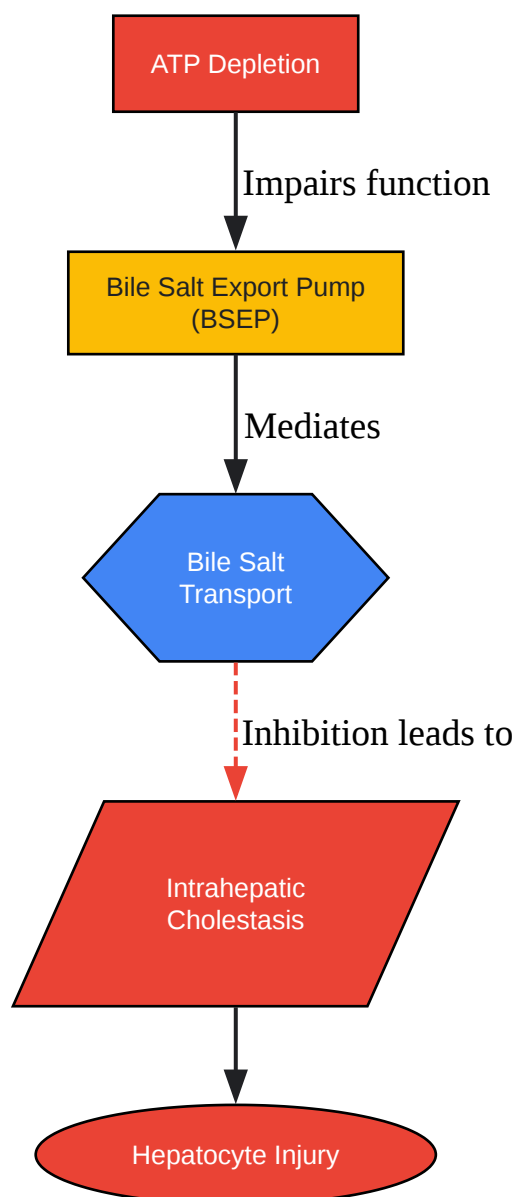 ATP Depletion
Impairs function
Bile Salt Export Pump
(BSEP)
Mediates
Bile Salt
Transport
Inhibition leads to
Intrahepatic
Cholestasis
Hepatocyte Injury